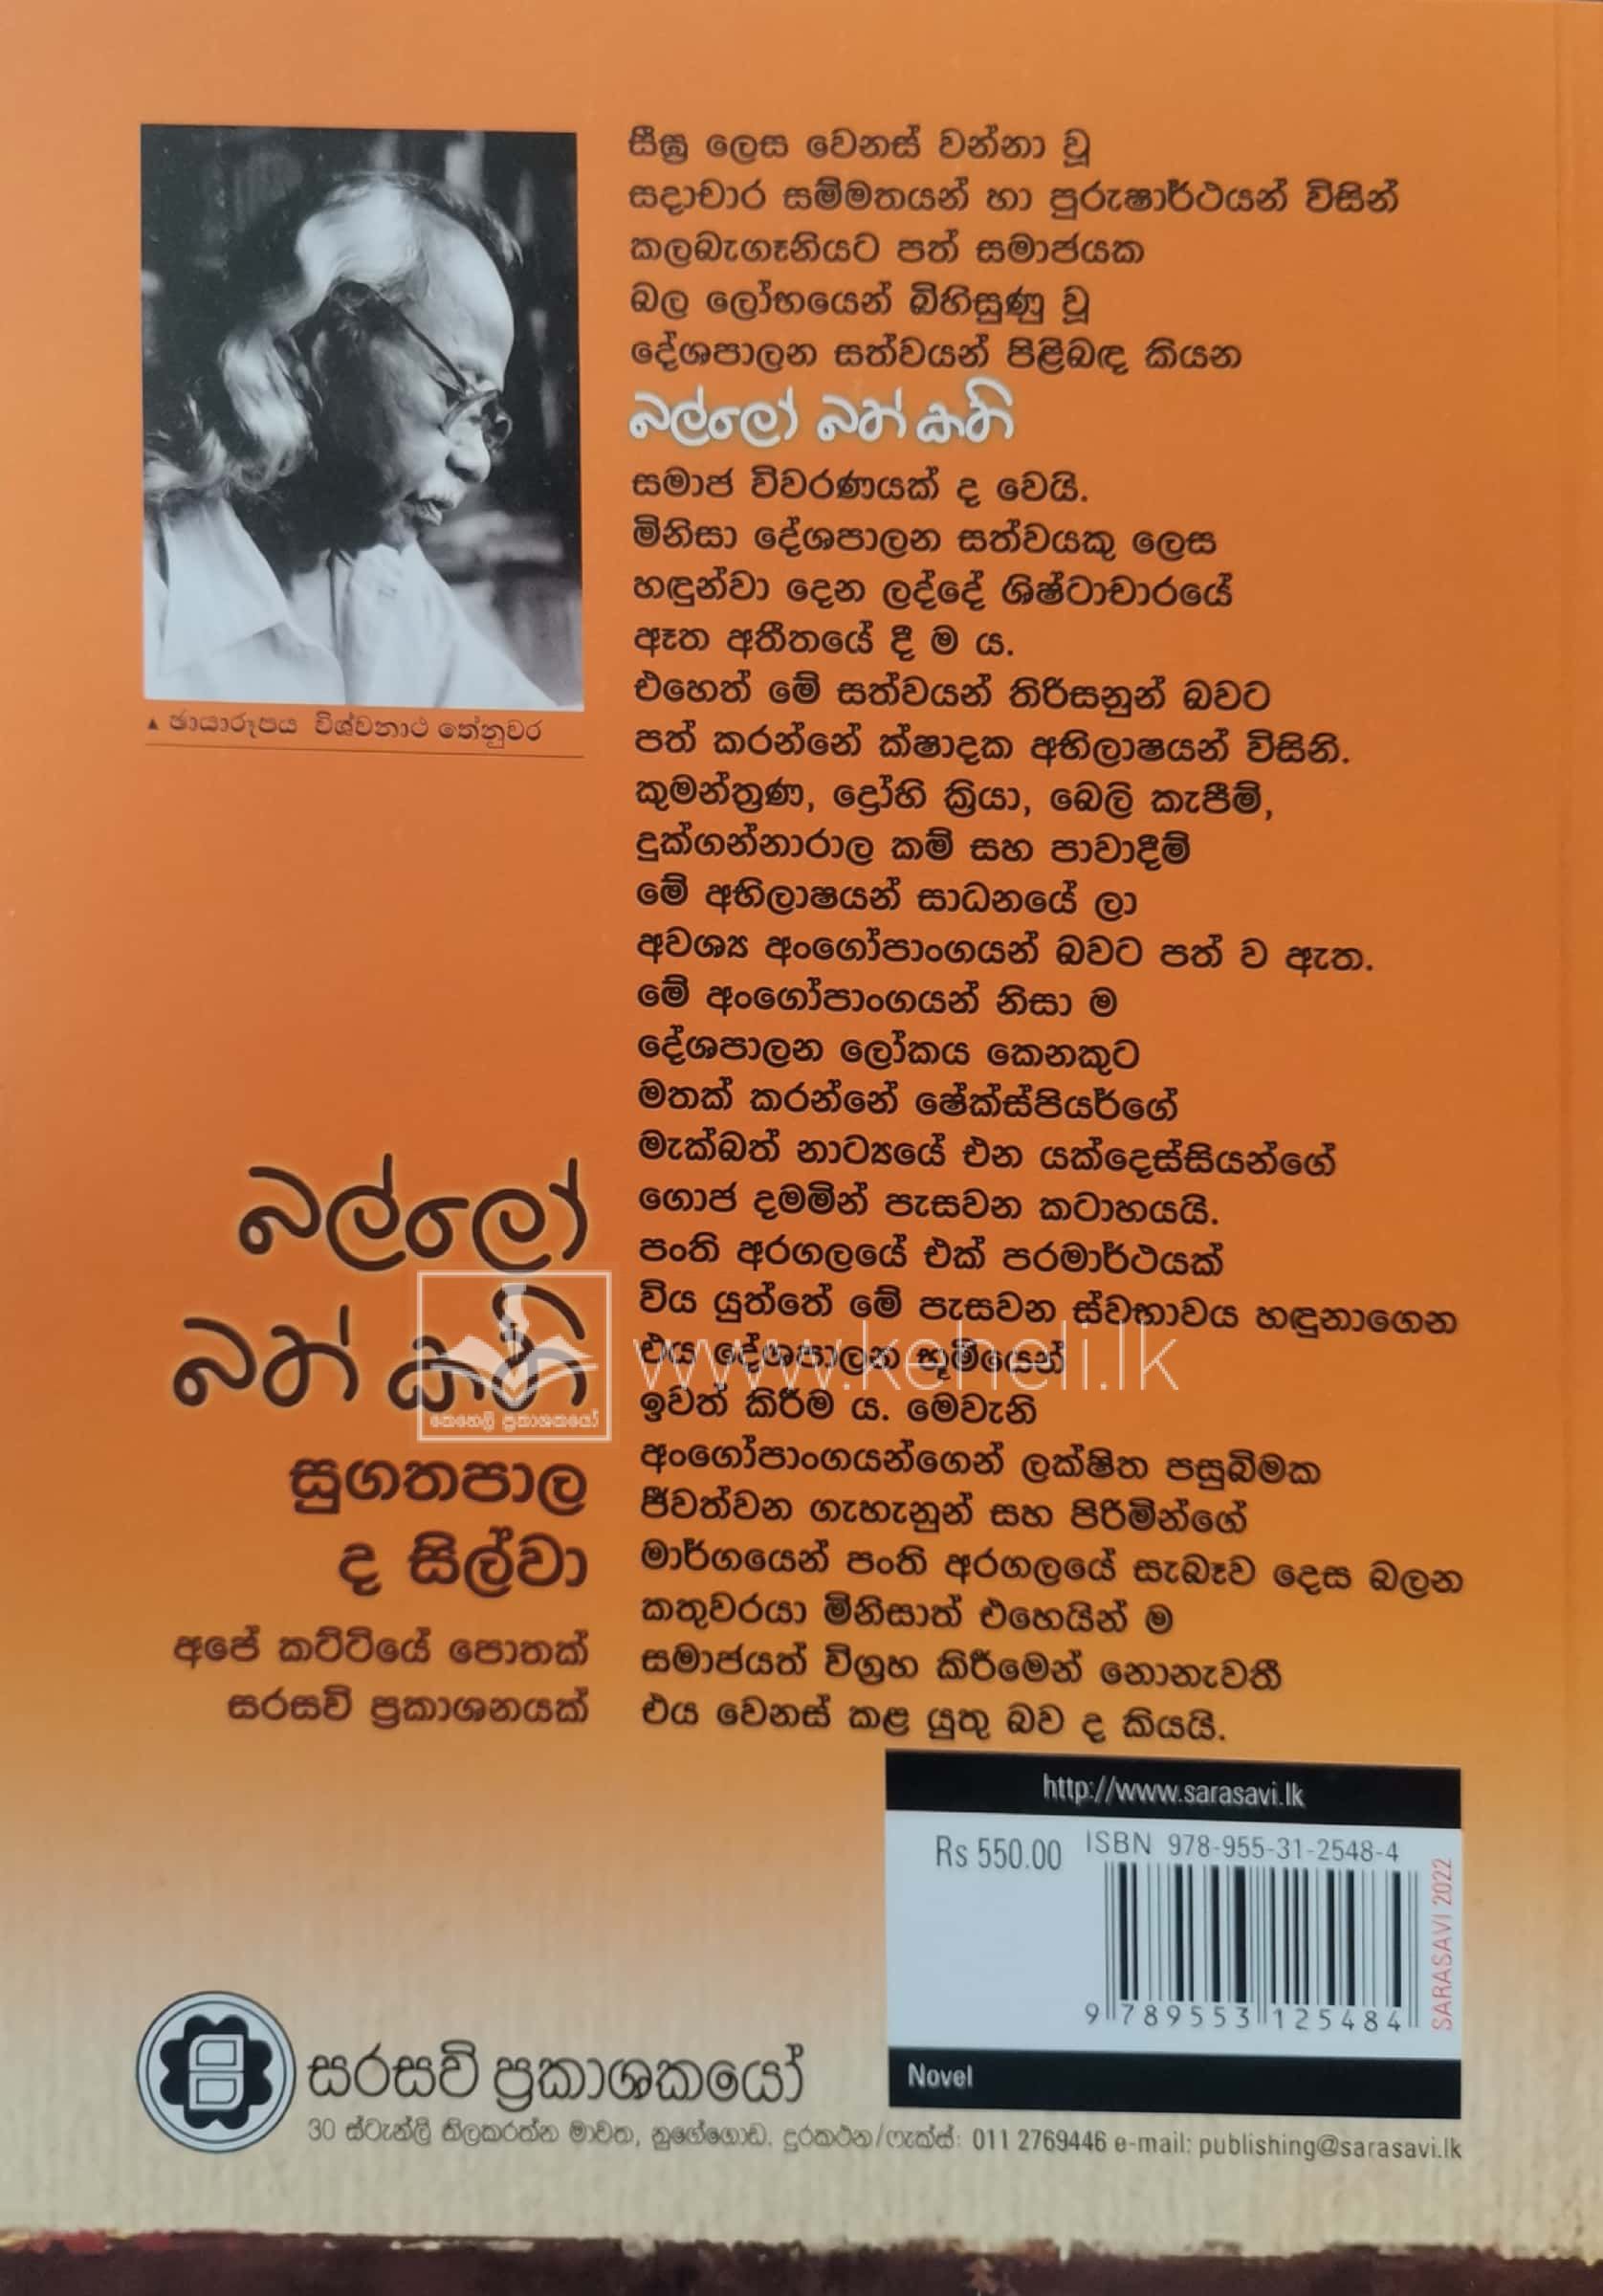 සීඝ්‍ර ලෙස වෙනස් වන්නා වූ
සදාචාර සම්මතයන් හා පුරුෂාර්ථයන් විසින්
කලබැගෑනියට පත් සමාජයක
බල ලෝභයෙන් බිහිසුණු වූ
දේශපාලන සත්වයන් පිළිබඳ කියන
බල්ලෝ බත් කති
සමාජ විවරණයක් ද වෙයි.
මිනිසා දේශපාලන සත්වයකු ලෙස
හඳුන්වා දෙන ලද්දේ ශිෂ්ටාචාරයේ
ඈත අතීතයේ දී ම ය.
එහෙත් මේ සත්වයන් තිරිසනුන් බවට
පත් කරන්නේ ක්ෂාදක අභිලාෂයන් විසිනි.
කුමන්ත්‍රණ, ද්‍රෝහි ක්‍රියා, බෙලි කැපීම්,
දුක්ගන්නාරාල කම් සහ පාවාදීම්
මේ අභිලාෂයන් සාධනයේ ලා
අවශ්‍ය අංගෝපාංගයන් බවට පත් ව ඇත.
මේ අංගෝපාංගයන් නිසා ම
දේශපාලන ලෝකය කෙනකුට
මතක් කරන්නේ ෂේක්ස්පියර්ගේ
මැක්බත් නාට්‍යයේ එන යක්දෙස්සියන්ගේ
ගොජ දමමින් පැසවන කටාහයයි.
පංති අරගලයේ එක් පරමාර්ථයක්
විය යුත්තේ මේ පැසවන ස්වභාවය හඳුනාගෙන
එය දේශපාලන භූමියෙන්
ඉවත් කිරීම ය. මෙවැනි
අංගෝපාංගයන්ගෙන් ලක්ෂිත පසුබිමක
ජීවත්වන ගැහැනුන් සහ පිරිමින්ගේ
මාර්ගයෙන් පංති අරගලයේ සැබෑව දෙස බලන
කතුවරයා මිනිසාත් එහෙයින් ම
සමාජයත් විග්‍රහ කිරීමෙන් නොනැවතී
එය වෙනස් කළ යුතු බව ද කියයි.
▲ ඡායාරූපය විශ්වනාථ තේනුවර
බල්ලෝ
බත් කති
සුගතපාල
ද සිල්වා
අපේ කට්ටියේ පොතක්
සරසවි ප්‍රකාශනයක්
www.keheli.lk
කෙහෙලි ප්‍රකාශකයෝ
http://www.sarasavi.lk
Rs 550.00
ISBN 978-955-31-2548-4
9 789553 125484
SARASAVI 2022
Novel
සරසවි ප්‍රකාශකයෝ
30 ස්ටැන්ලි තිලකරත්න මාවත, නුගේගොඩ. දුරකථන/ෆැක්ස්: 011 2769446 e-mail: publishing@sarasavi.lk